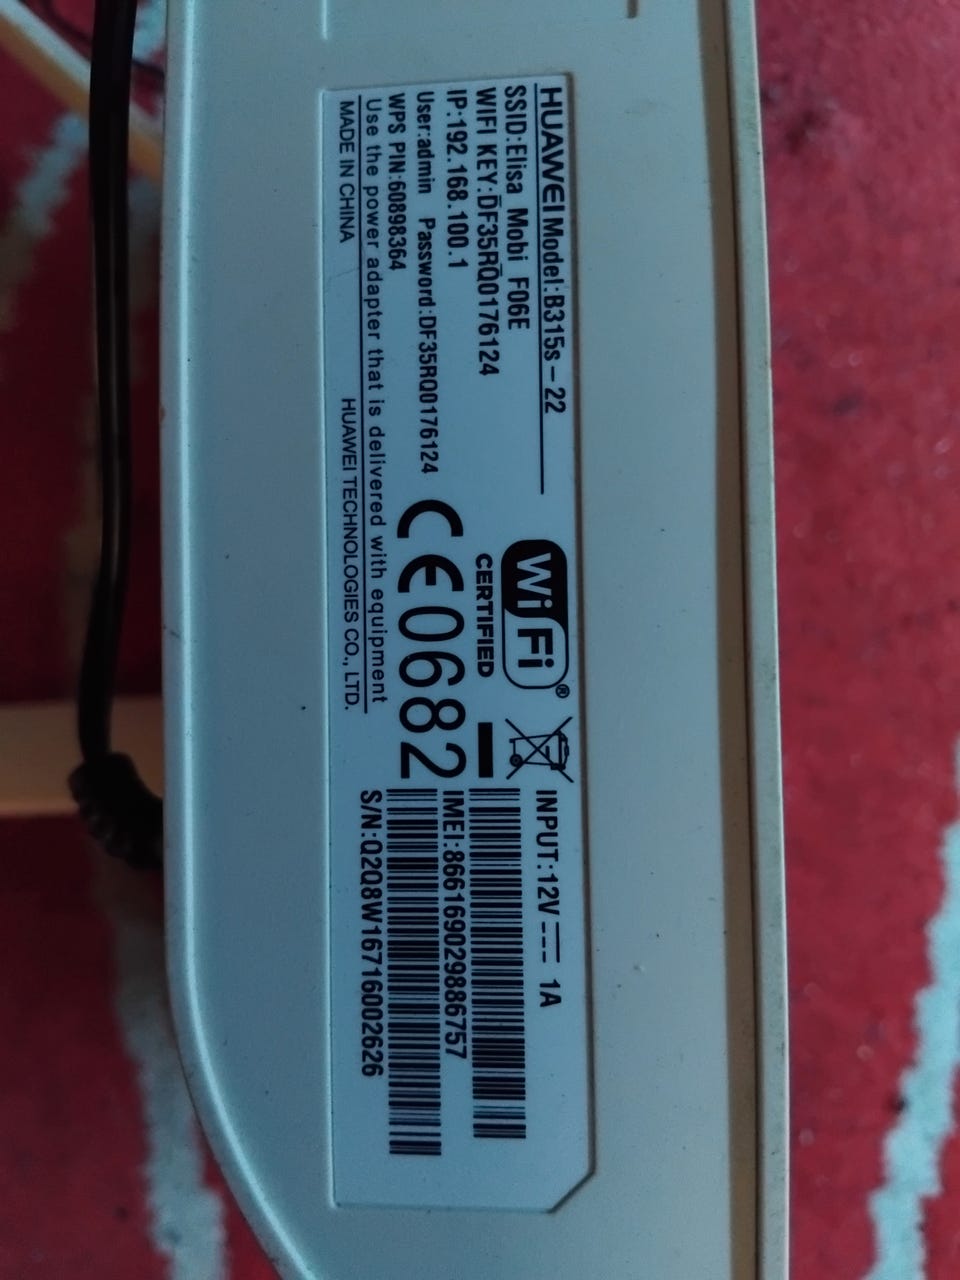 HUAWEI Model:B315s-22
SSID:Elisa Mobi F06E
WIFI KEY:DF35RQ0176124
IP:192.168.100.1
User:admin Password:DF35RQ0176124
WPS PIN:60898364
Use the power adapter that is delivered with equipment
MADE IN CHINA HUAWEI TECHNOLOGIES CO., LTD.
WiFi®
CERTIFIED
CE0682
INPUT:12V 1A
IMEI:866169029886757
S/N:Q2Q8W16716002626